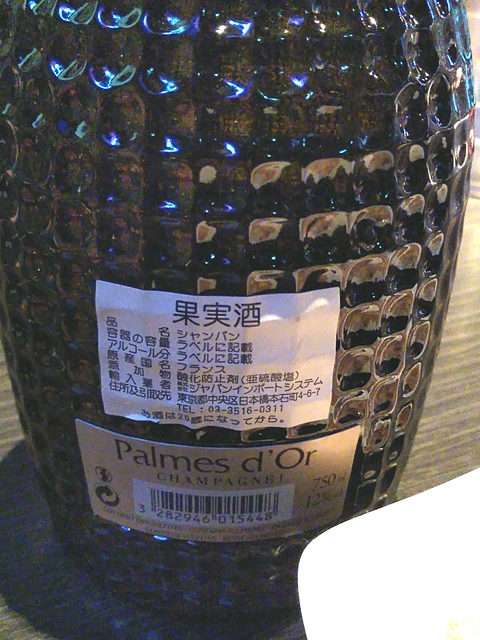 果実酒
品名 シャンパン
容器の容量 ラベルに記載
アルコール分 ラベルに記載
原産国名 フランス
添加物 酸化防止剤(亜硫酸塩)
輸入業者 ㈱ジャパンインポートシステム
住所及引取先 東京都中央区日本橋本石町4-6-7
TEL:03-3516-0311
お酒は20歳になってから。
Palmes d'Or
CHAMPAGNE
750
12%
3 282946 015448